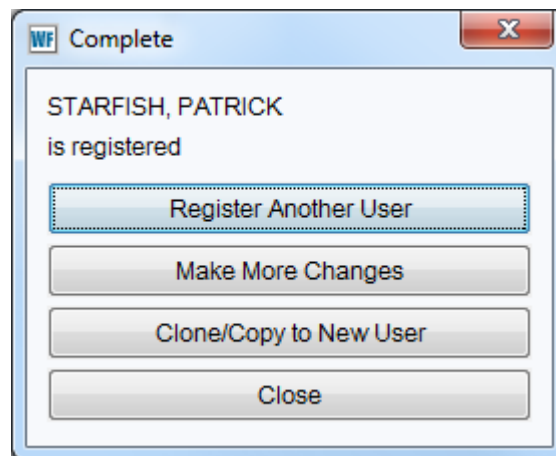 WF Complete
STARFISH, PATRICK
is registered
Register Another User
Make More Changes
Clone/Copy to New User
Close